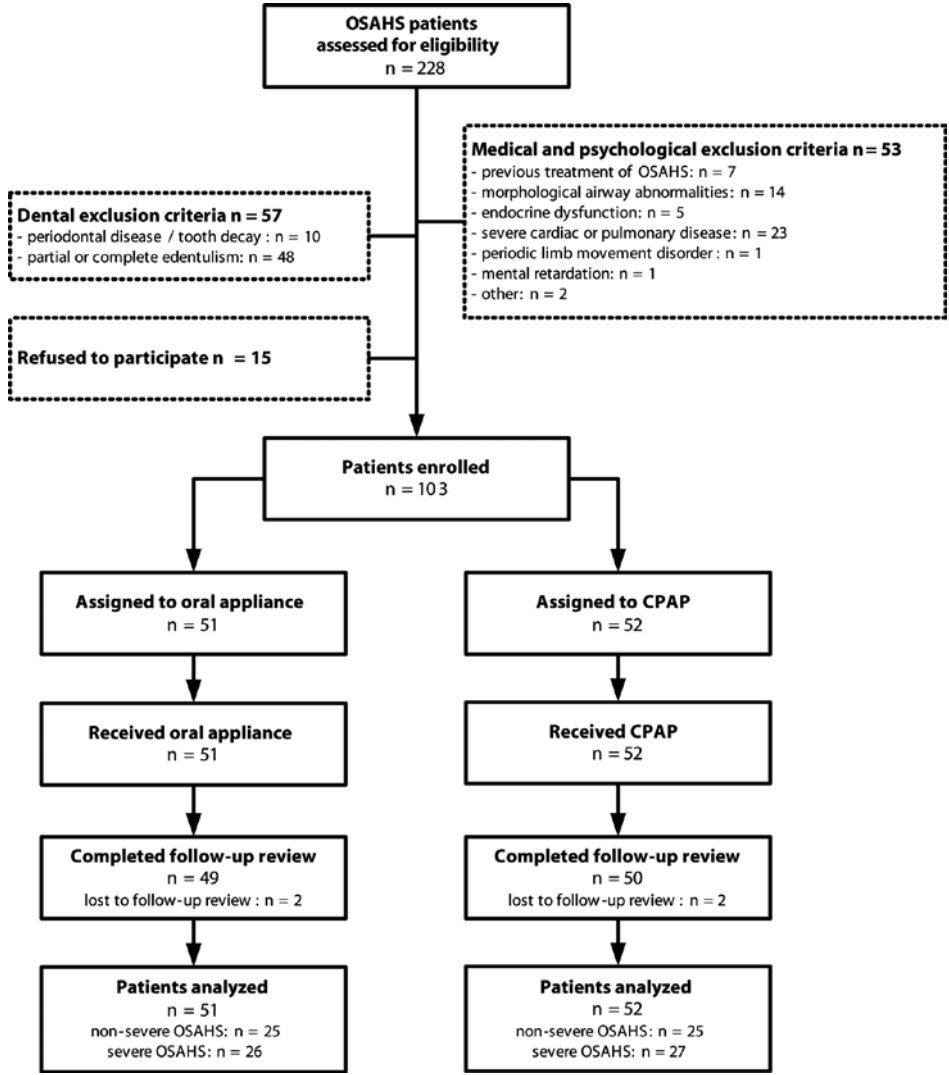 OSAHS patients
assessed for eligibility
n = 228
Medical and psychological exclusion criteria n = 53
- previous treatment of OSAHS: n = 7
- morphological airway abnormalities: n = 14
- endocrine dysfunction: n = 5
- severe cardiac or pulmonary disease: n = 23
- periodic limb movement disorder : n = 1
- mental retardation: n = 1
- other: n = 2
Dental exclusion criteria n = 57
- periodontal disease / tooth decay : n = 10
- partial or complete edentulism: n = 48
Refused to participate n = 15
Patients enrolled
n = 103
Assigned to oral appliance
n = 51
Assigned to CPAP
n = 52
Received oral appliance
n = 51
Received CPAP
n = 52
Completed follow-up review
n = 49
lost to follow-up review : n = 2
Completed follow-up review
n = 50
lost to follow-up review : n = 2
Patients analyzed
n = 51
non-severe OSAHS: n = 25
severe OSAHS: n = 26
Patients analyzed
n = 52
non-severe OSAHS: n = 25
severe OSAHS: n = 27